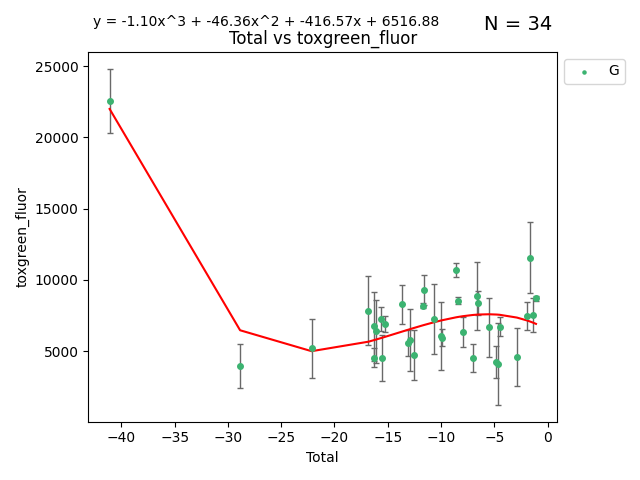 y = -1.10x^3 + -46.36x^2 + -416.57x + 6516.88
N = 34
Total vs toxgreen_fluor
G
toxgreen_fluor
25000
20000
15000
10000
5000
−40 −35 −30 −25 −20 −15 −10 −5 0
Total